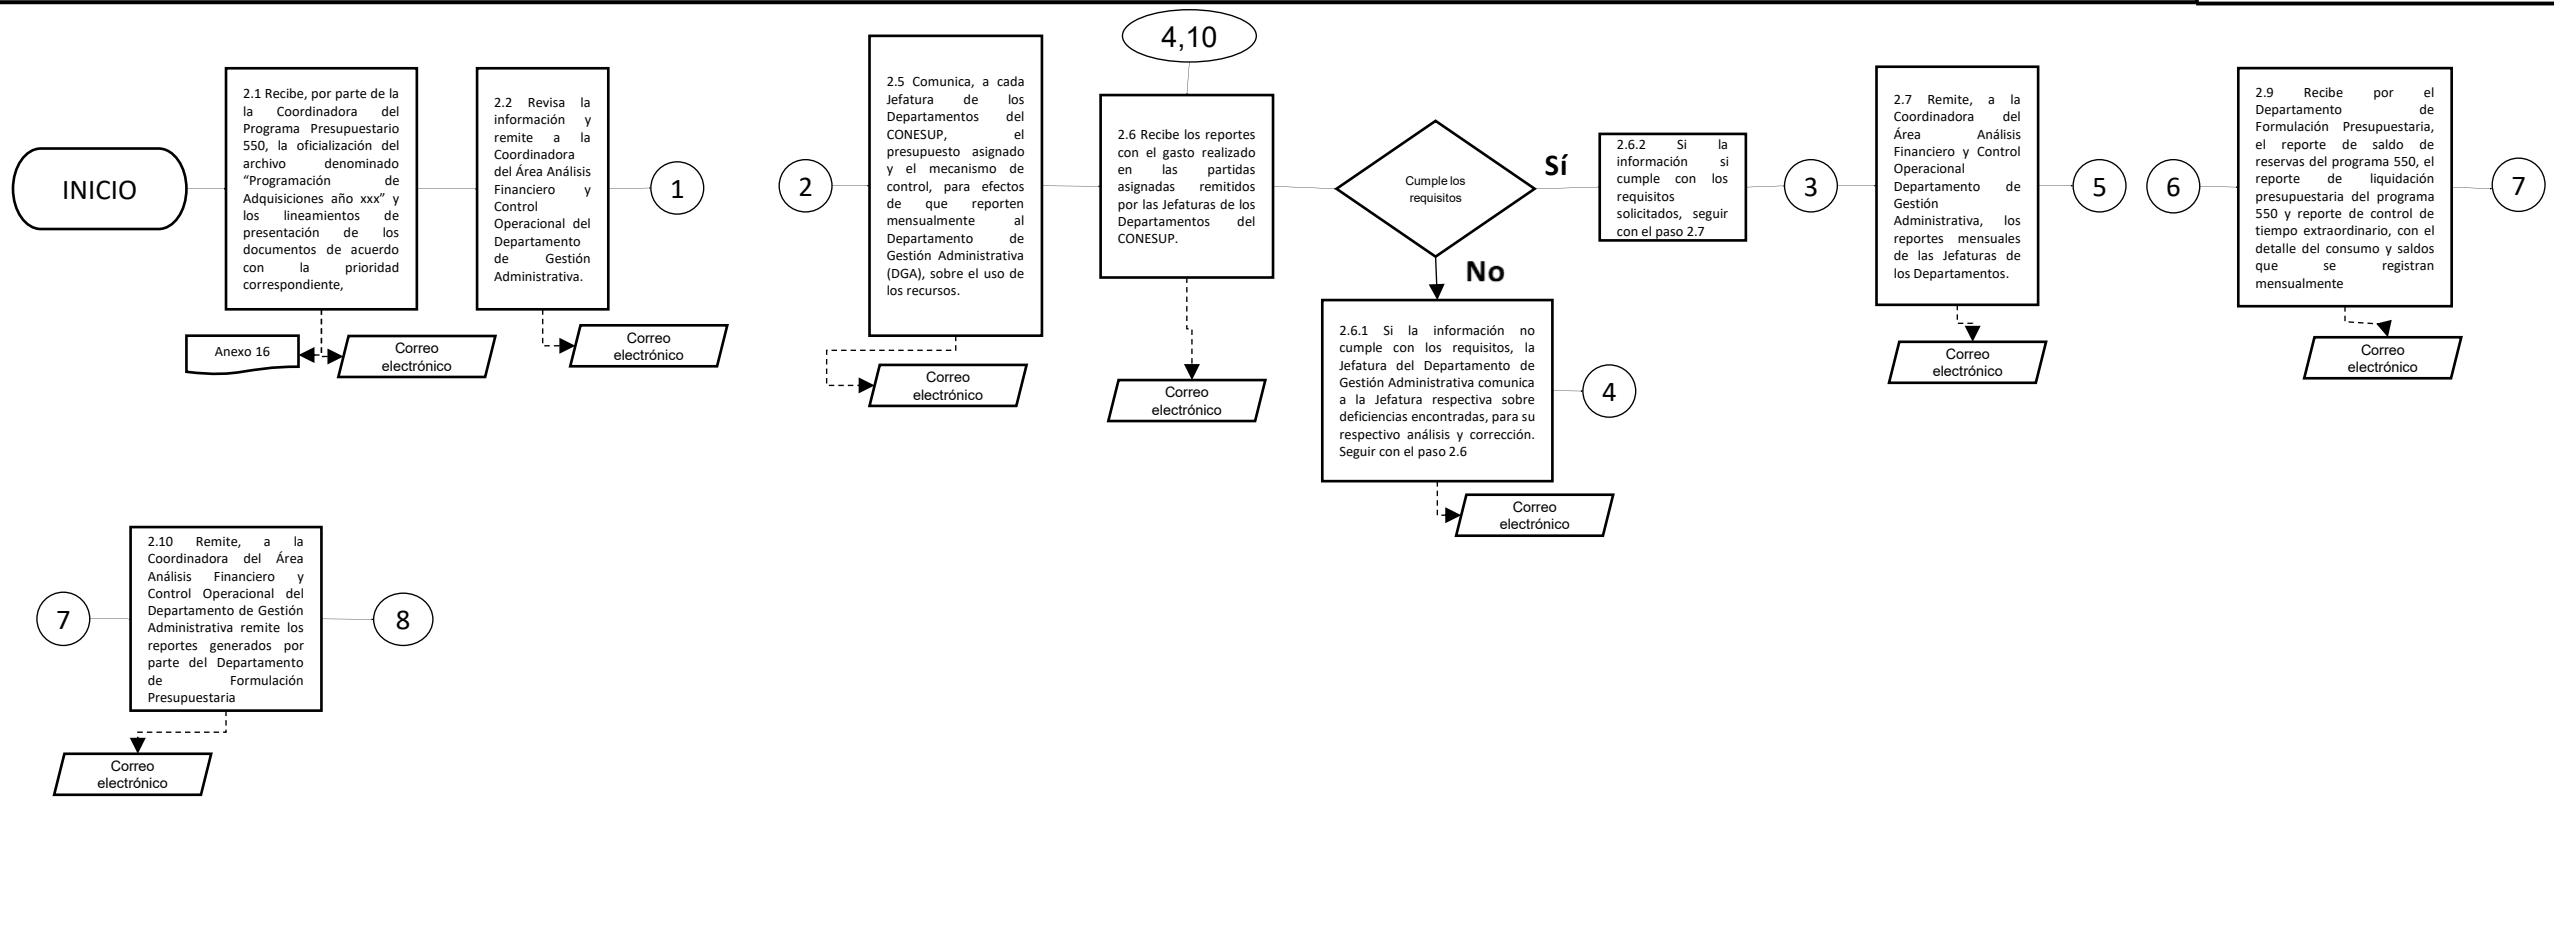 INICIO
2.1 Recibe, por parte de la
la Coordinadora del
Programa Presupuestario
550, la oficialización del
archivo denominado
“Programación de
Adquisiciones año xxx” y
los lineamientos de
presentación de los
documentos de acuerdo
con la prioridad
correspondiente,
Anexo 16
Correo
electrónico
2.2 Revisa la
información y
remite a la
Coordinadora
del Área Análisis
Financiero y
Control
Operacional del
Departamento
de Gestión
Administrativa.
Correo
electrónico
1
2
2.5 Comunica, a cada
Jefatura de los
Departamentos del
CONESUP, el
presupuesto asignado
y el mecanismo de
control, para efectos
de que reporten
mensualmente al
Departamento de
Gestión Administrativa
(DGA), sobre el uso de
los recursos.
Correo
electrónico
4,10
2.6 Recibe los reportes
con el gasto realizado
en las partidas
asignadas remitidos
por las Jefaturas de los
Departamentos del
CONESUP.
Correo
electrónico
Cumple los
requisitos
Sí
No
2.6.2 Si la
información si
cumple con los
requisitos
solicitados, seguir
con el paso 2.7
3
2.6.1 Si la información no
cumple con los requisitos, la
Jefatura del Departamento de
Gestión Administrativa comunica
a la Jefatura respectiva sobre
deficiencias encontradas, para su
respectivo análisis y corrección.
Seguir con el paso 2.6
4
Correo
electrónico
2.7 Remite, a la
Coordinadora del
Área Análisis
Financiero y Control
Operacional
Departamento de
Gestión
Administrativa, los
reportes mensuales
de las Jefaturas de
los Departamentos.
Correo
electrónico
5
6
2.9 Recibe por el
Departamento de
Formulación Presupuestaria,
el reporte de saldo de
reservas del programa 550, el
reporte de liquidación
presupuestaria del programa
550 y reporte de control de
tiempo extraordinario, con el
detalle del consumo y saldos
que se registran
mensualmente
Correo
electrónico
7
7
2.10 Remite, a la
Coordinadora del Área
Análisis Financiero y
Control Operacional del
Departamento de Gestión
Administrativa remite los
reportes generados por
parte del Departamento
de Formulación
Presupuestaria
8
Correo
electrónico